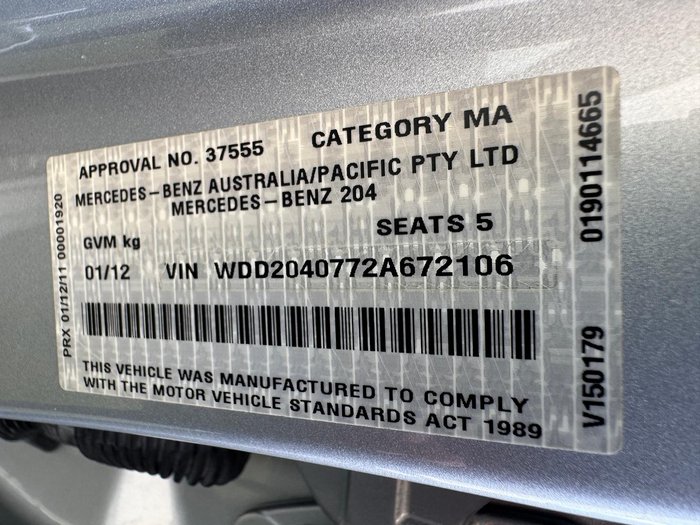 APPROVAL NO. 37555 CATEGORY MA
MERCEDES-BENZ AUSTRALIA/PACIFIC PTY LTD
MERCEDES-BENZ 204
SEATS 5
GVM kg
01/12 VIN WDD2040772A672106
THIS VEHICLE WAS MANUFACTURED TO COMPLY
WITH THE MOTOR VEHICLE STANDARDS ACT 1989
PRX 01/12/11 00001920
V150179 0190114665